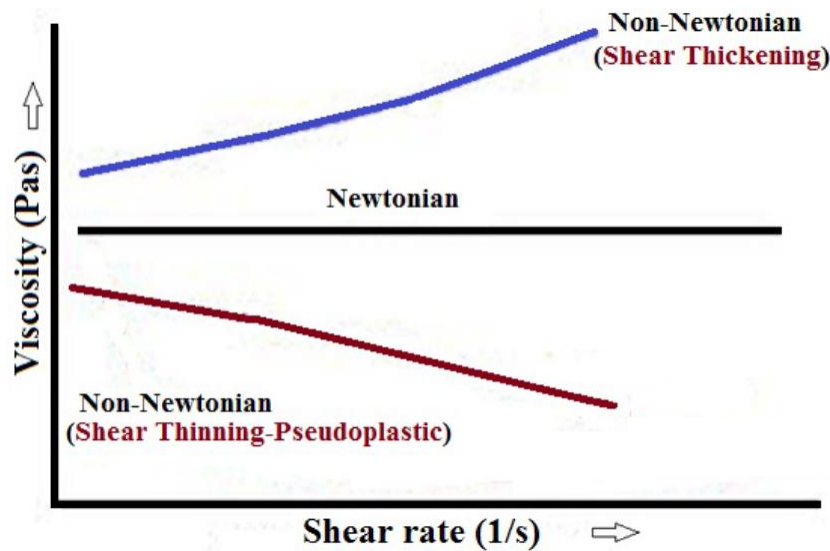 Non-Newtonian
(Shear Thickening)
Newtonian
Viscosity (Pas)
Non-Newtonian
(Shear Thinning-Pseudoplastic)
Shear rate (1/s)